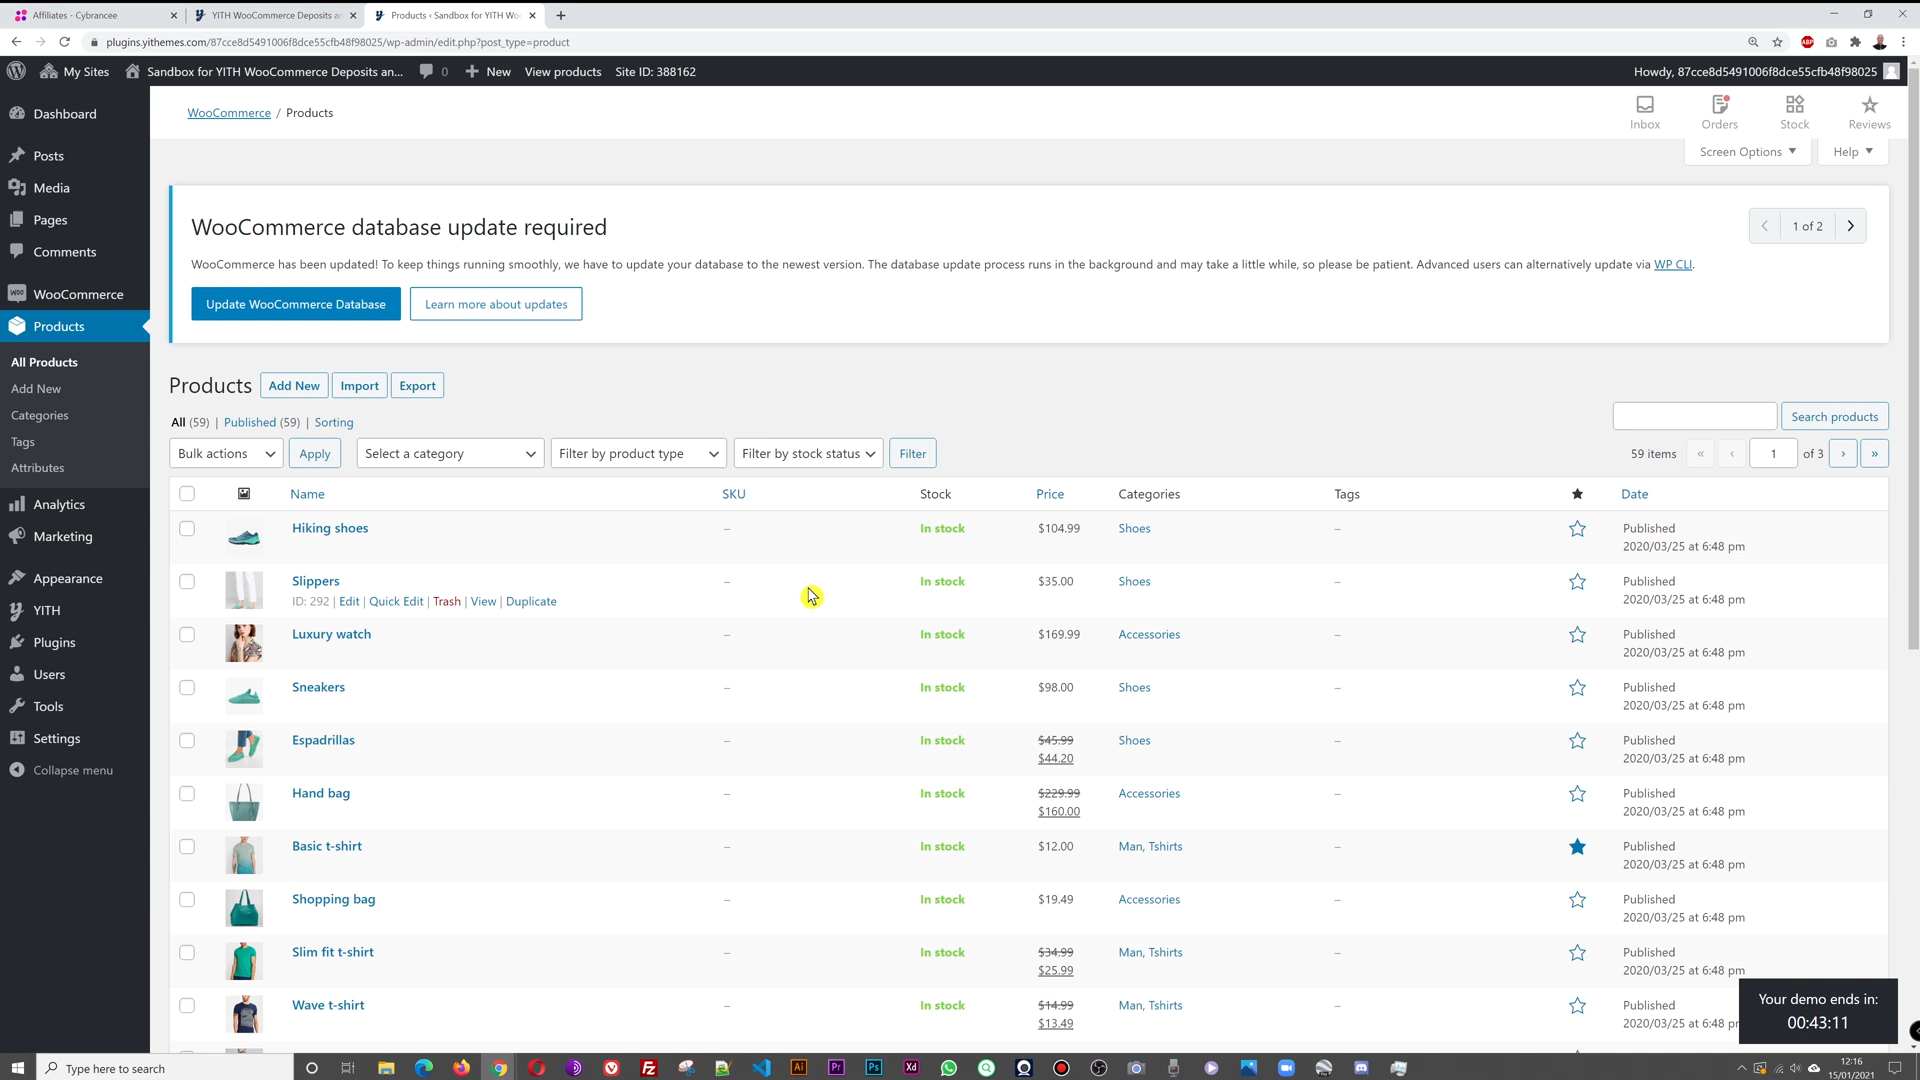 Affiliates - Cybrancee
YITH WooCommerce Deposits an
Products ‹ Sandbox for YITH Wo
plugins.yithemes.com/87cce8d5491006f8dce55cfb48f98025/wp-admin/edit.php?post_type=product
My Sites
Sandbox for YITH WooCommerce Deposits an...
0
New
View products
Site ID: 388162
Howdy, 87cce8d5491006f8dce55cfb48f98025
Dashboard
Posts
Media
Pages
Comments
WooCommerce
Products
All Products
Add New
Categories
Tags
Attributes
Analytics
Marketing
Appearance
YITH
Plugins
Users
Tools
Settings
Collapse menu
WooCommerce / Products
Inbox
Orders
Stock
Reviews
Screen Options
Help
WooCommerce database update required
1 of 2
WooCommerce has been updated! To keep things running smoothly, we have to update your database to the newest version. The database update process runs in the background and may take a little while, so please be patient. Advanced users can alternatively update via WP CLI.
Update WooCommerce Database
Learn more about updates
Products
Add New
Import
Export
All (59) | Published (59) | Sorting
Search products
Bulk actions
Apply
Select a category
Filter by product type
Filter by stock status
Filter
59 items
«
‹
1
of 3
›
»
Name SKU Stock Price Categories Tags Date
Hiking shoes – In stock $104.99 Shoes – Published
2020/03/25 at 6:48 pm
Slippers – In stock $35.00 Shoes – Published
ID: 292 | Edit | Quick Edit | Trash | View | Duplicate 2020/03/25 at 6:48 pm
Luxury watch – In stock $169.99 Accessories – Published
2020/03/25 at 6:48 pm
Sneakers – In stock $98.00 Shoes – Published
2020/03/25 at 6:48 pm
Espadrillas – In stock $45.99 Shoes – Published
$44.20 2020/03/25 at 6:48 pm
Hand bag – In stock $229.99 Accessories – Published
$160.00 2020/03/25 at 6:48 pm
Basic t-shirt – In stock $12.00 Man, Tshirts – Published
2020/03/25 at 6:48 pm
Shopping bag – In stock $19.49 Accessories – Published
2020/03/25 at 6:48 pm
Slim fit t-shirt – In stock $34.99 Man, Tshirts – Published
$25.99 2020/03/25 at 6:48 pm
Wave t-shirt – In stock $14.99 Man, Tshirts – Published
$13.49 2020/03/25 at 6:48 pr
Your demo ends in:
00:43:11
Type here to search
12:16
15/01/2021